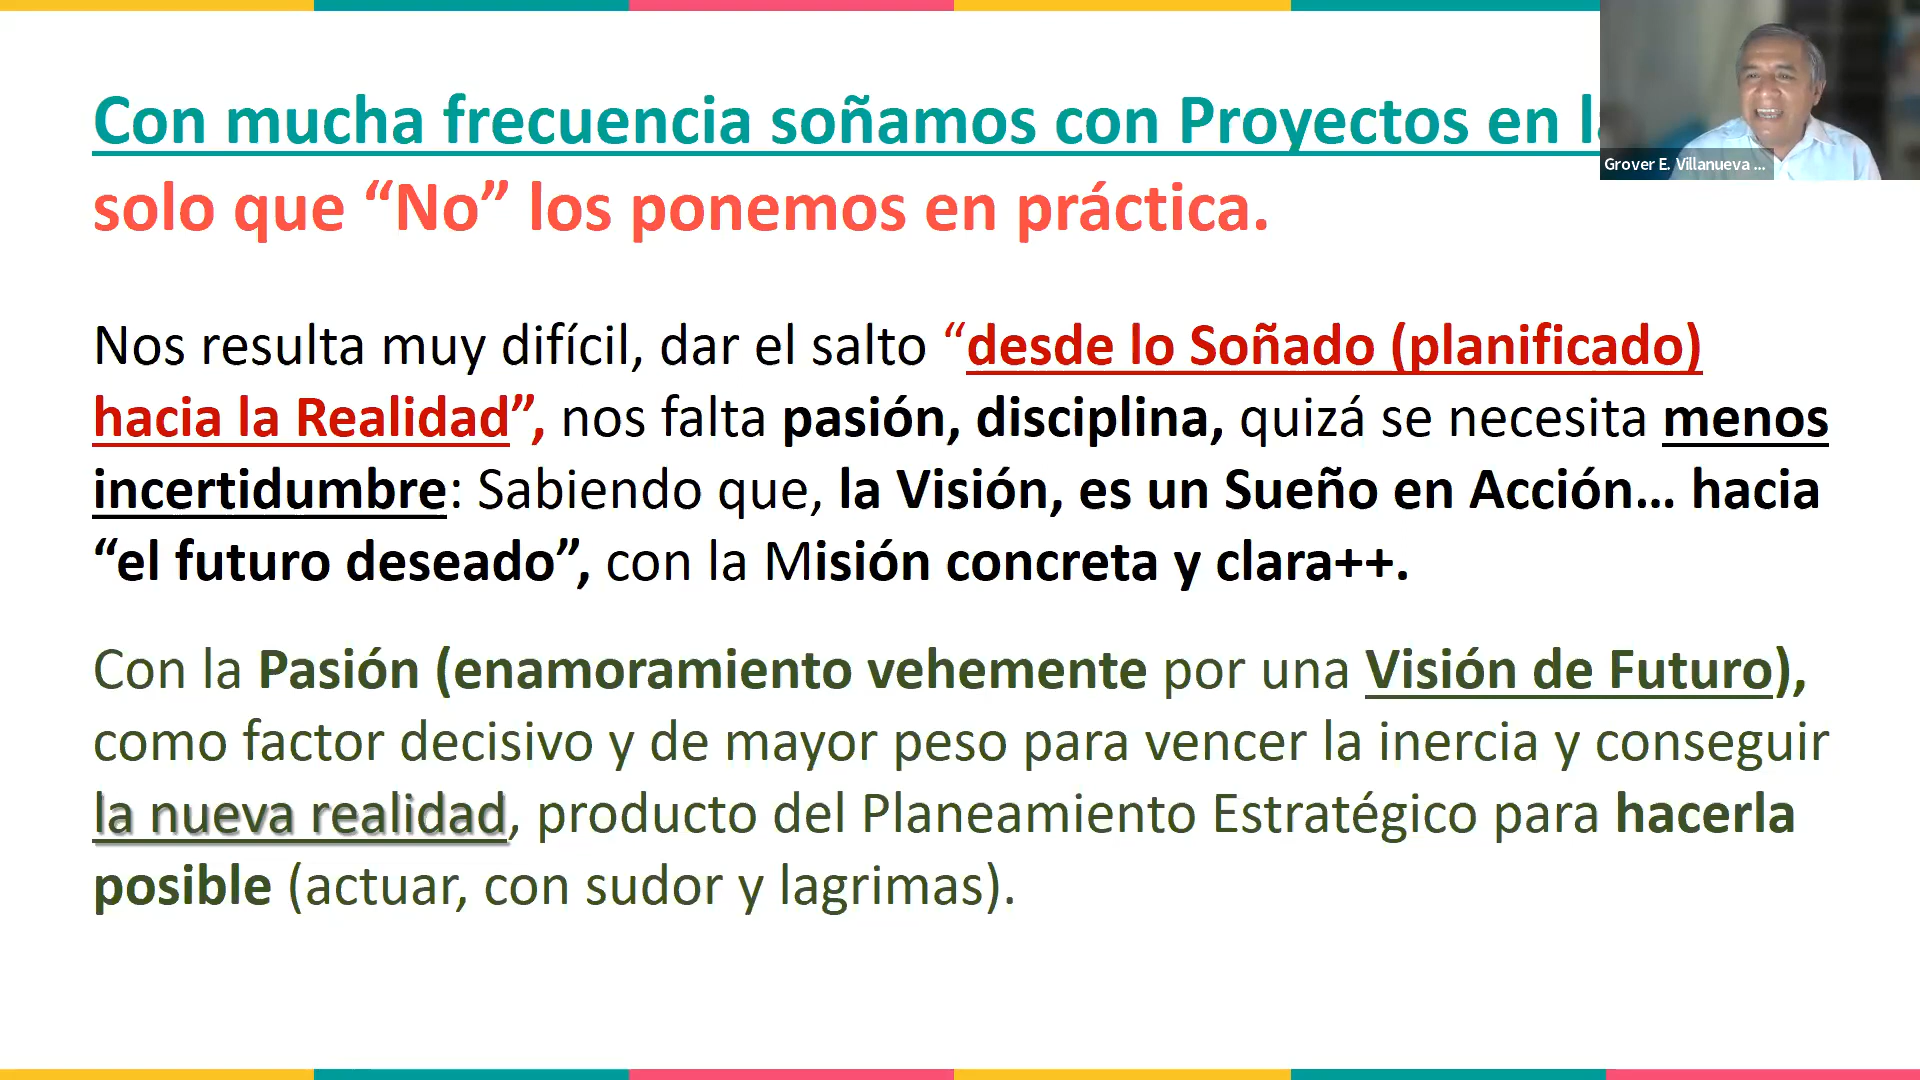 Con mucha frecuencia soñamos con Proyectos en
solo que “No” los ponemos en práctica.
Grover E. Villanueva ...
Nos resulta muy difícil, dar el salto “desde lo Soñado (planificado)
hacia la Realidad”, nos falta pasión, disciplina, quizá se necesita menos
incertidumbre: Sabiendo que, la Visión, es un Sueño en Acción... hacia
“el futuro deseado”, con la Misión concreta y clara++.
Con la Pasión (enamoramiento vehemente por una Visión de Futuro),
como factor decisivo y de mayor peso para vencer la inercia y conseguir
la nueva realidad, producto del Planeamiento Estratégico para hacerla
posible (actuar, con sudor y lagrimas).